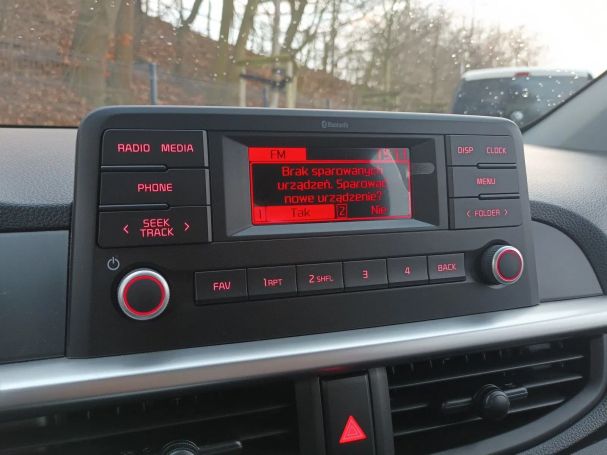 Bluetooth
RADIO MEDIA
PHONE
SEEK
TRACK
FM
Brak sparowanych
urządzeń. Sparować
nowe urządzenie?
1 Tak 2 Nie
DISP CLOCK
MENU
FOLDER
FAV
1 RPT
2 SHFL
3
4
BACK